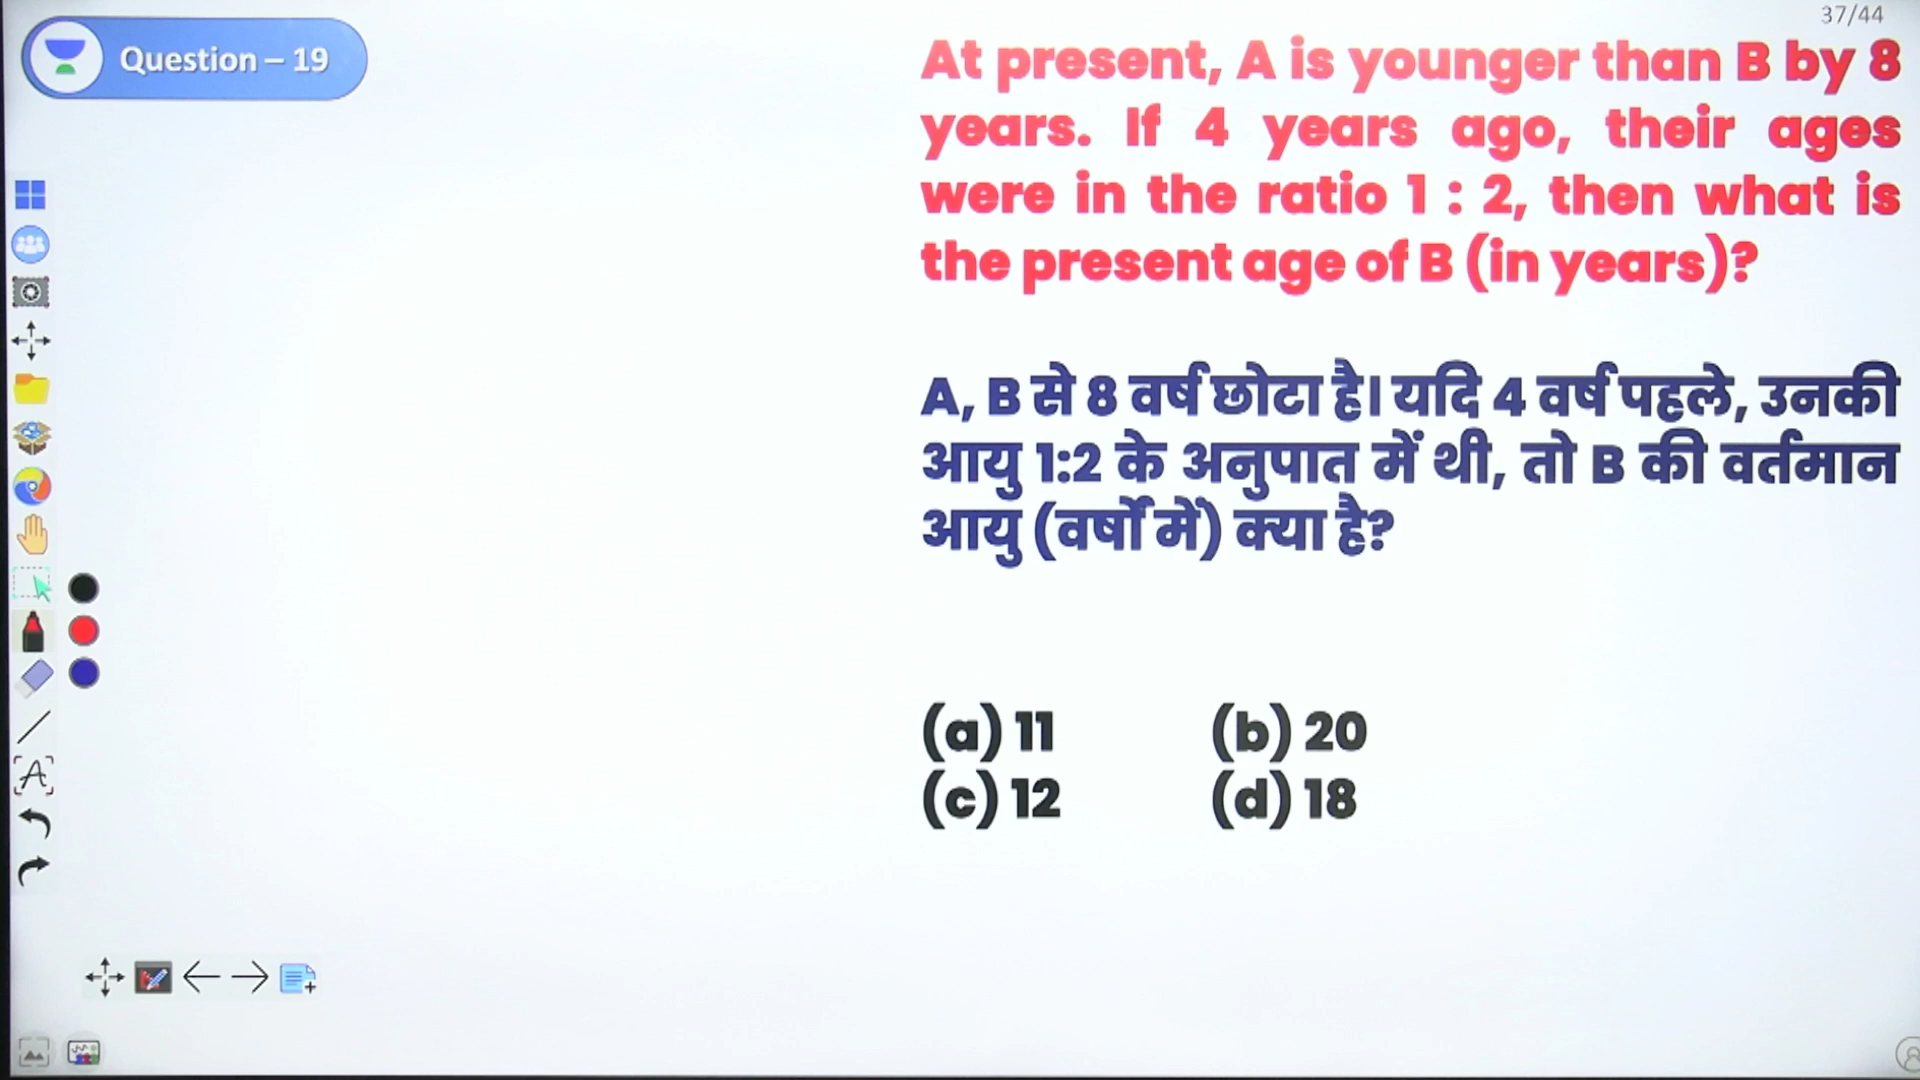 37/44
Question – 19
At present, A is younger than B by 8
years. If 4 years ago, their ages
were in the ratio 1 : 2, then what is
the present age of B (in years)?
A, B से 8 वर्ष छोटा है। यदि 4 वर्ष पहले, उनकी
आयु 1:2 के अनुपात में थी, तो B की वर्तमान
आयु (वर्षों में) क्या है?
(a) 11 (b) 20
(c) 12 (d) 18